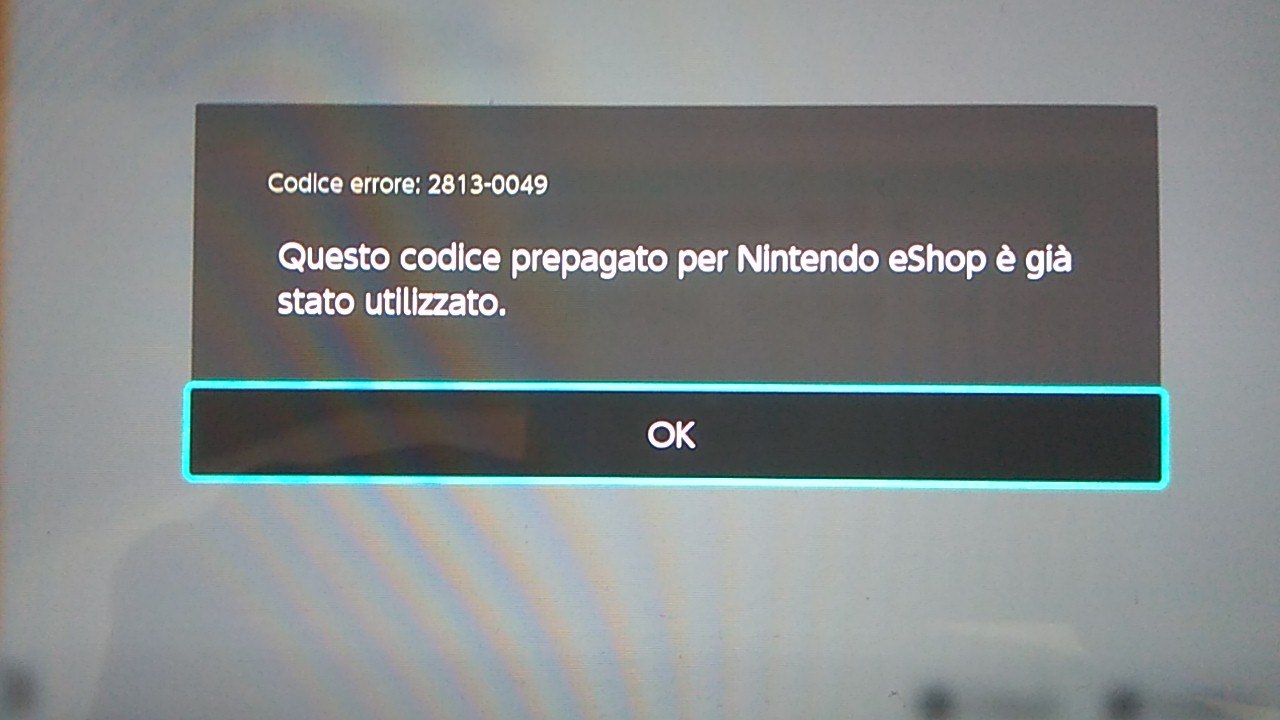 Codice errore: 2813-0049
Questo codice prepagato per Nintendo eShop è già
stato utilizzato.
OK